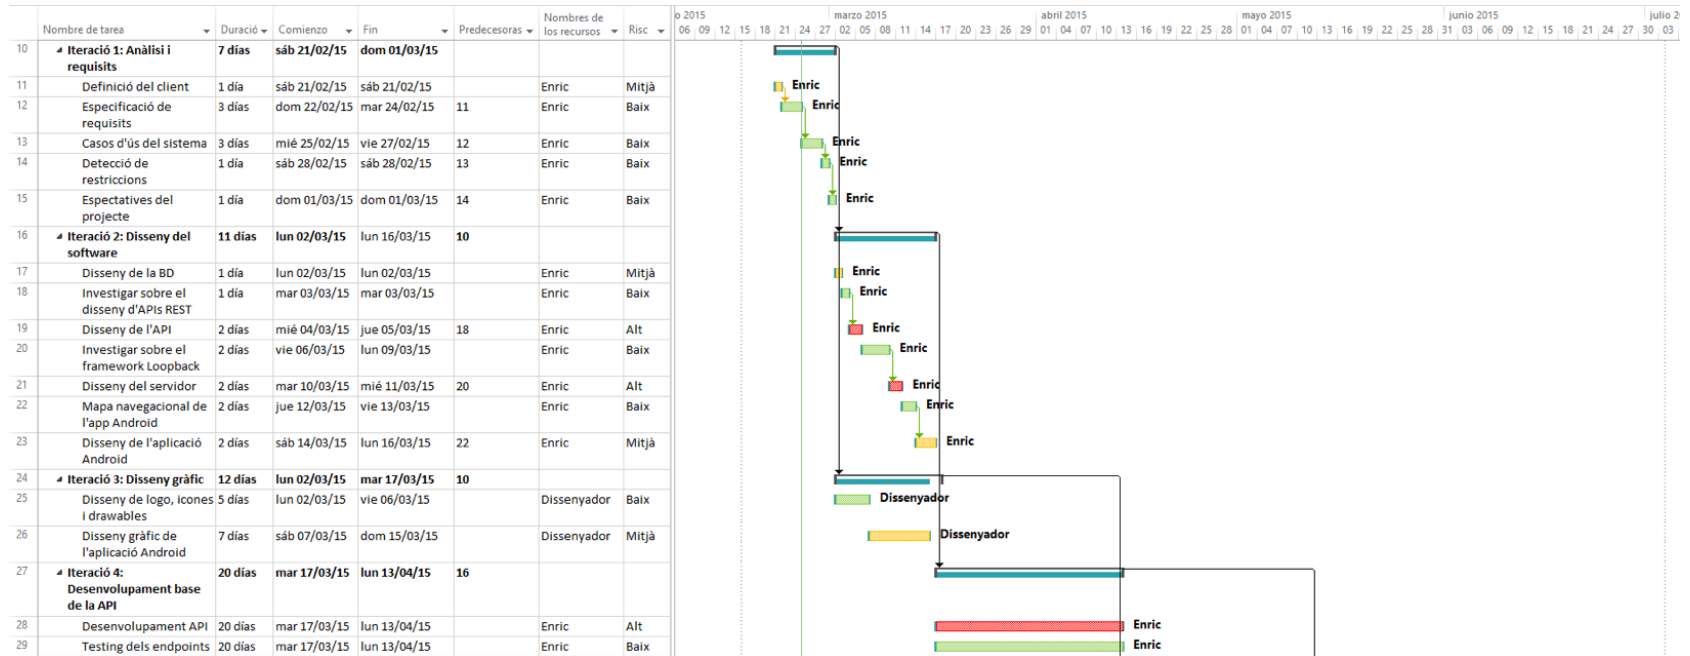 o 2015 marzo 2015 abril 2015 mayo 2015 junio 2015 julio 2
Nombre de tarea Duració Comienzo Fin Predecesoras Nombres de los recursos Risc 06 09 12 15 18 21 24 27 02 05 08 11 14 17 20 23 26 29 01 04 07 10 13 16 19 22 25 28 01 04 07 10 13 16 19 22 25 28 31 03 06 09 12 15 18 21 24 27 30 03
10 Iteració 1: Anàlisi i 7 días sáb 21/02/15 dom 01/03/15
requisits
11 Definició del client 1 día sáb 21/02/15 sáb 21/02/15 Enric Mitjà Enric
12 Especificació de 3 días dom 22/02/15 mar 24/02/15 11 Enric Baix Enric
requisits
13 Casos d'ús del sistema 3 días mié 25/02/15 vie 27/02/15 12 Enric Baix Enric
14 Detecció de 1 día sáb 28/02/15 sáb 28/02/15 13 Enric Baix Enric
restriccions
15 Espectatives del 1 día dom 01/03/15 dom 01/03/15 14 Enric Baix Enric
projecte
16 Iteració 2: Disseny del 11 días lun 02/03/15 lun 16/03/15 10
software
17 Disseny de la BD 1 día lun 02/03/15 lun 02/03/15 Enric Mitjà Enric
18 Investigar sobre el 1 día mar 03/03/15 mar 03/03/15 Enric Baix Enric
disseny d'APIs REST
19 Disseny de l'API 2 días mié 04/03/15 jue 05/03/15 18 Enric Alt Enric
20 Investigar sobre el 2 días vie 06/03/15 lun 09/03/15 Enric Baix Enric
framework Loopback
21 Disseny del servidor 2 días mar 10/03/15 mié 11/03/15 20 Enric Alt Enric
22 Mapa navegacional de 2 días jue 12/03/15 vie 13/03/15 Enric Baix Enric
l'app Android
23 Disseny de l'aplicació 2 días sáb 14/03/15 lun 16/03/15 22 Enric Mitjà Enric
Android
24 Iteració 3: Disseny gràfic 12 días lun 02/03/15 mar 17/03/15 10
25 Disseny de logo, icones 5 días lun 02/03/15 vie 06/03/15 Dissenyador Baix Dissenyador
i drawables
26 Disseny gràfic de 7 días sáb 07/03/15 dom 15/03/15 Dissenyador Mitjà Dissenyador
l'aplicació Android
27 Iteració 4: 20 días mar 17/03/15 lun 13/04/15 16
Desenvolupament base
de la API
28 Desenvolupament API 20 días mar 17/03/15 lun 13/04/15 Enric Alt Enric
29 Testing dels endpoints 20 días mar 17/03/15 lun 13/04/15 Enric Baix Enric